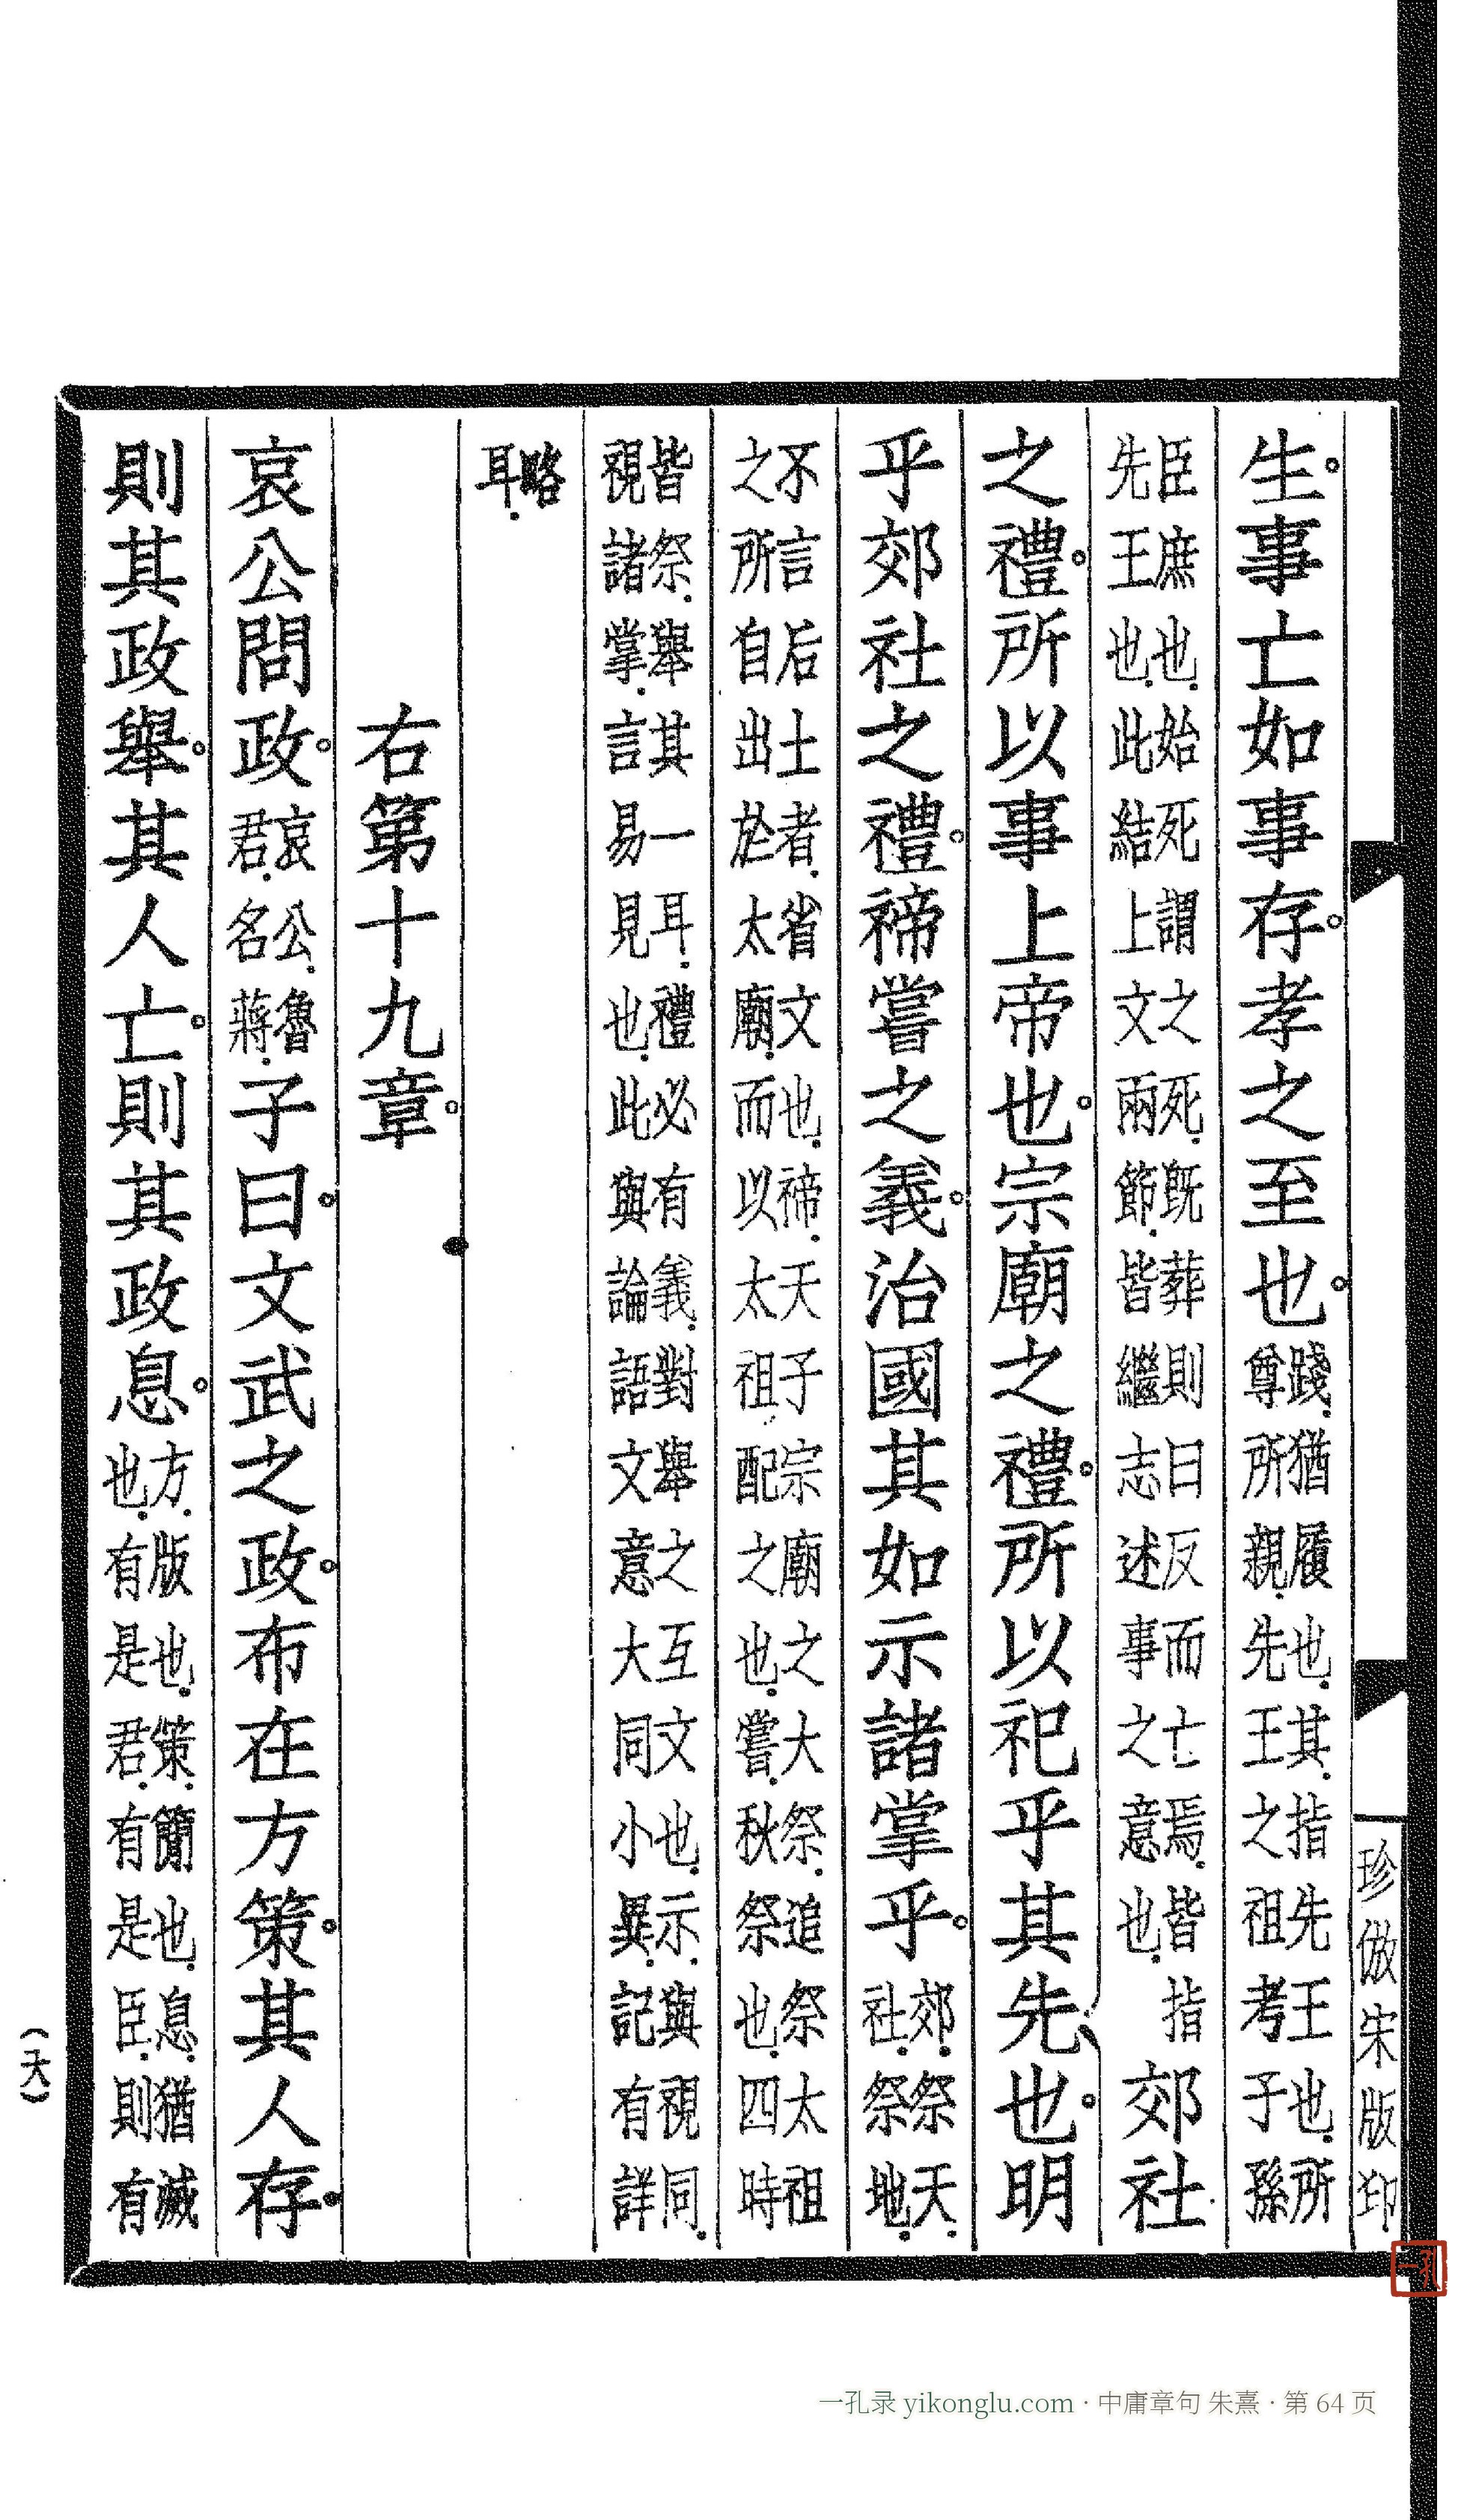 珍倣宋版印
生。事亡如事存。孝之至也。踐猶履也其指先王也所尊所親先王之祖考子孫
臣庶也始死謂之死既葬則曰反而亡焉皆指先王也此結上文兩節皆繼志述事之意也郊社
之禮。所以事上帝也。宗廟之禮。所以祀乎其先也。明
乎郊社之禮。禘嘗之義。治國其如示諸掌乎。郊祭天社祭地
不言后土者省文也禘天子宗廟之大祭追祭太祖之所自出於太廟而以太祖配之也嘗秋祭也四時
皆祭舉其一耳禮必有義對舉之互文也示與視同視諸掌言易見也此與論語文意大同小異記有詳
略耳
右第十九章。
哀公問政。哀公魯君名蔣子曰。文武之政。布在方策。其人存
則其政舉。其人亡。則其政息。方版也策簡也息猶滅也有是君有是臣則有
一孔
一孔录 yikonglu.com · 中庸章句 朱熹 · 第 64 页